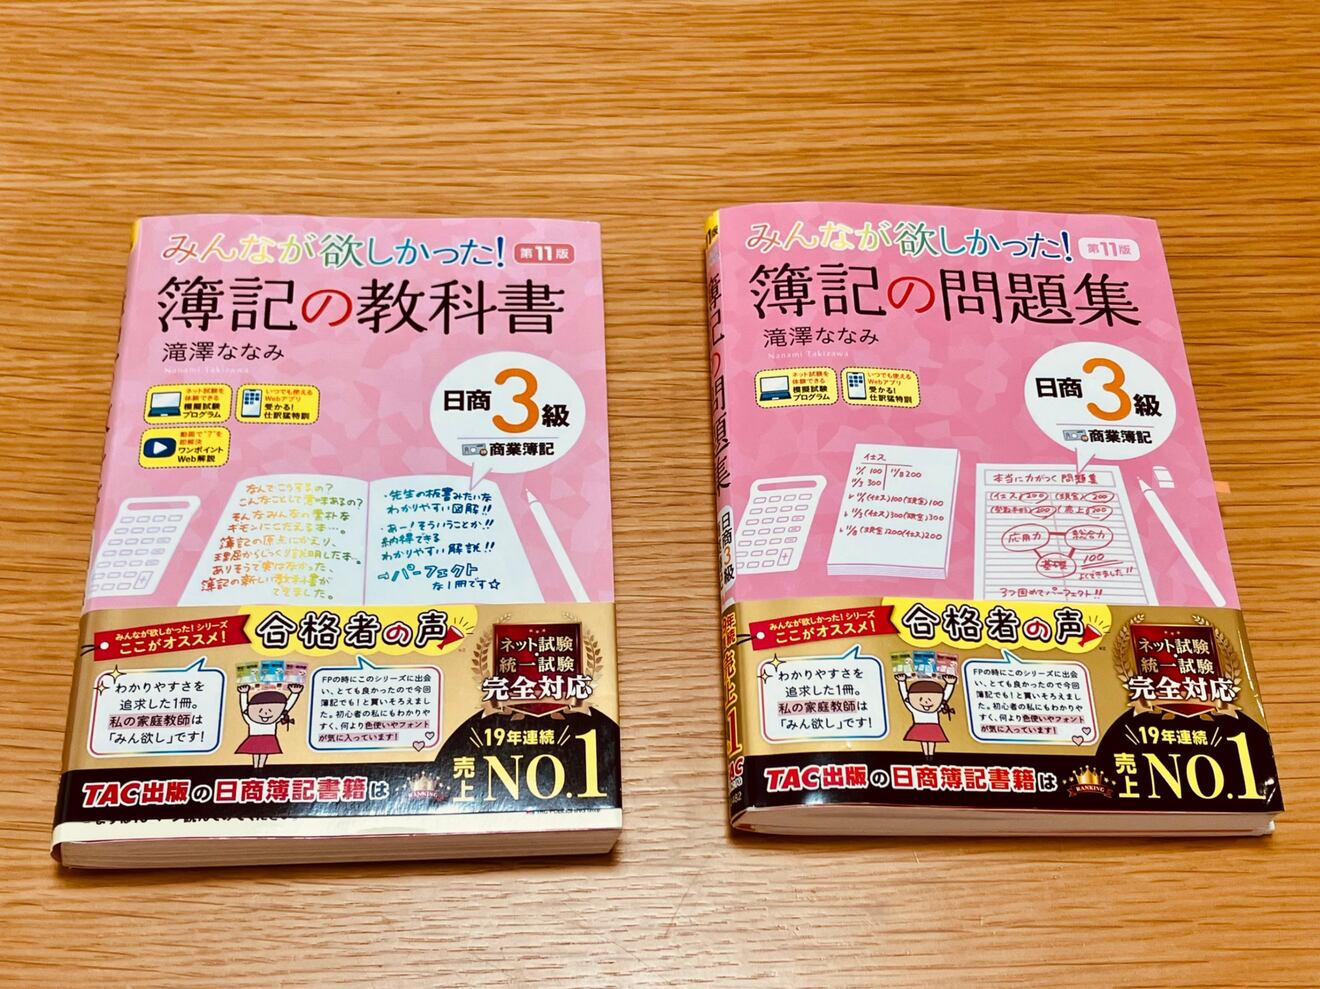 みんなが欲しかった!
第11版
簿記の教科書
滝澤ななみ
Nanami Takizawa
日商3級
商業簿記
ネット試験を
体験できる
模擬試験
プログラム
いつでも使える
Webアプリ
受かる!
仕訳猛特訓
動画で"?"を
即解決
ワンポイント
Web解説
なんでこうするの?
こんなことして意味あるの?
そんなみんなの素朴な
ギモンにこたえる本…。
簿記の原点にかえり、
理屈からじっくり説明した本。
ありそうで実はなかった、
簿記の新しい教科書が
できました。
・先生の板書みたいな
わかりやすい図解!!
・あー!そういうことか!!
納得できる
わかりやすい解説!!
⇒パーフェクト
な1冊です☆
みんなが欲しかった!シリーズ
ここがオススメ!
合格者の声
わかりやすさを
追求した1冊。
私の家庭教師は
「みん欲し」です!
FPの時にこのシリーズに出会
い、とても良かったので今回
簿記でも!と買いそろえまし
た。初心者の私にもわかりや
すく、何より色使いやフォント
が気に入っています!
ネット試験・
統一試験
完全対応
TAC出版の日商簿記書籍は
RANKING
19年連続
売上NO.1
みんなが欲しかった!
第11版
簿記の問題集
滝澤ななみ
Nanami Takizawa
日商3級
商業簿記
ネット試験を
体験できる
模擬試験
プログラム
いつでも使える
Webアプリ
受かる!
仕訳猛特訓
本当に力がつく問題集
応用力
総合力
基礎
100
よくできました!!
3つ固めてパーフェクト!!
みんなが欲しかった!シリーズ
ここがオススメ!
合格者の声
わかりやすさを
追求した1冊。
私の家庭教師は
「みん欲し」です!
FPの時にこのシリーズに出会
い、とても良かったので今回
簿記でも!と買いそろえまし
た。初心者の私にもわかりや
すく、何より色使いやフォント
が気に入っています!
ネット試験・
統一試験
完全対応
TAC出版の日商簿記書籍は
RANKING
19年連続
売上NO.1